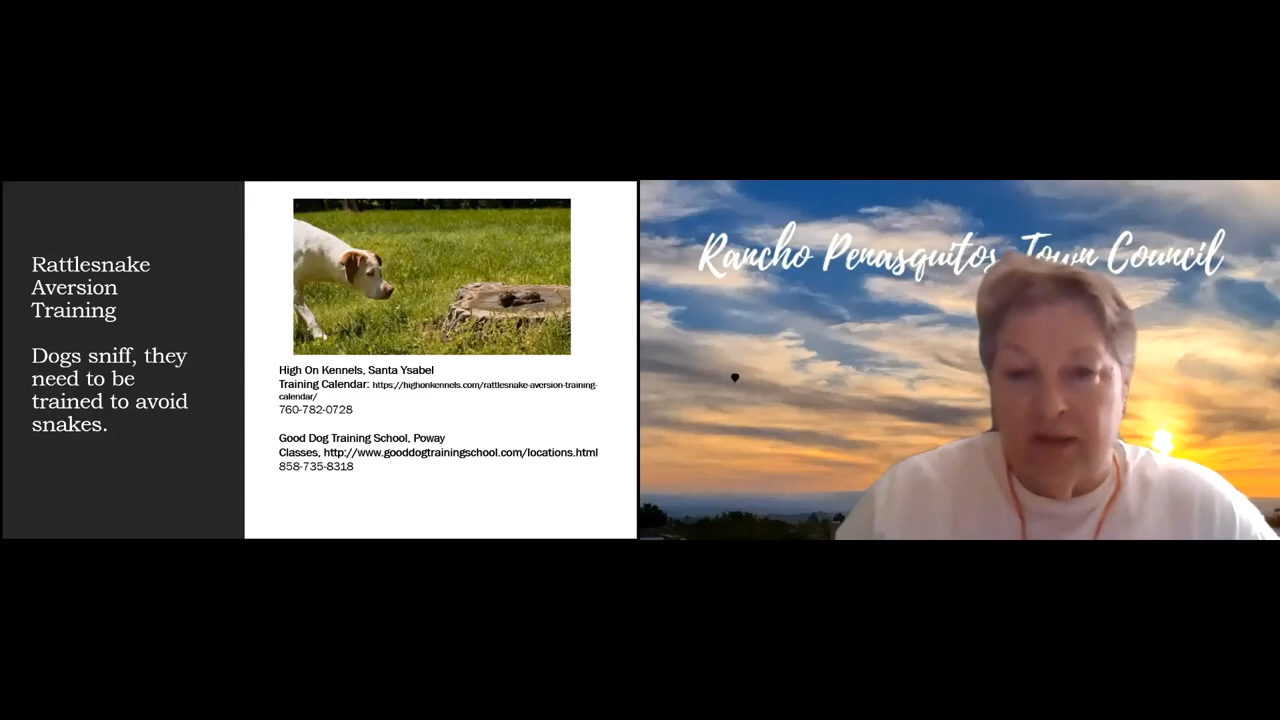 Rattlesnake
Aversion
Training
Dogs sniff, they
need to be
trained to avoid
snakes.
High On Kennels, Santa Ysabel
Training Calendar: https://highonkennels.com/rattlesnake-aversion-training-
calendar/
760-782-0728
Good Dog Training School, Poway
Classes, http://www.gooddogtrainingschool.com/locations.html
858-735-8318
Rancho Penasquitos Town Council